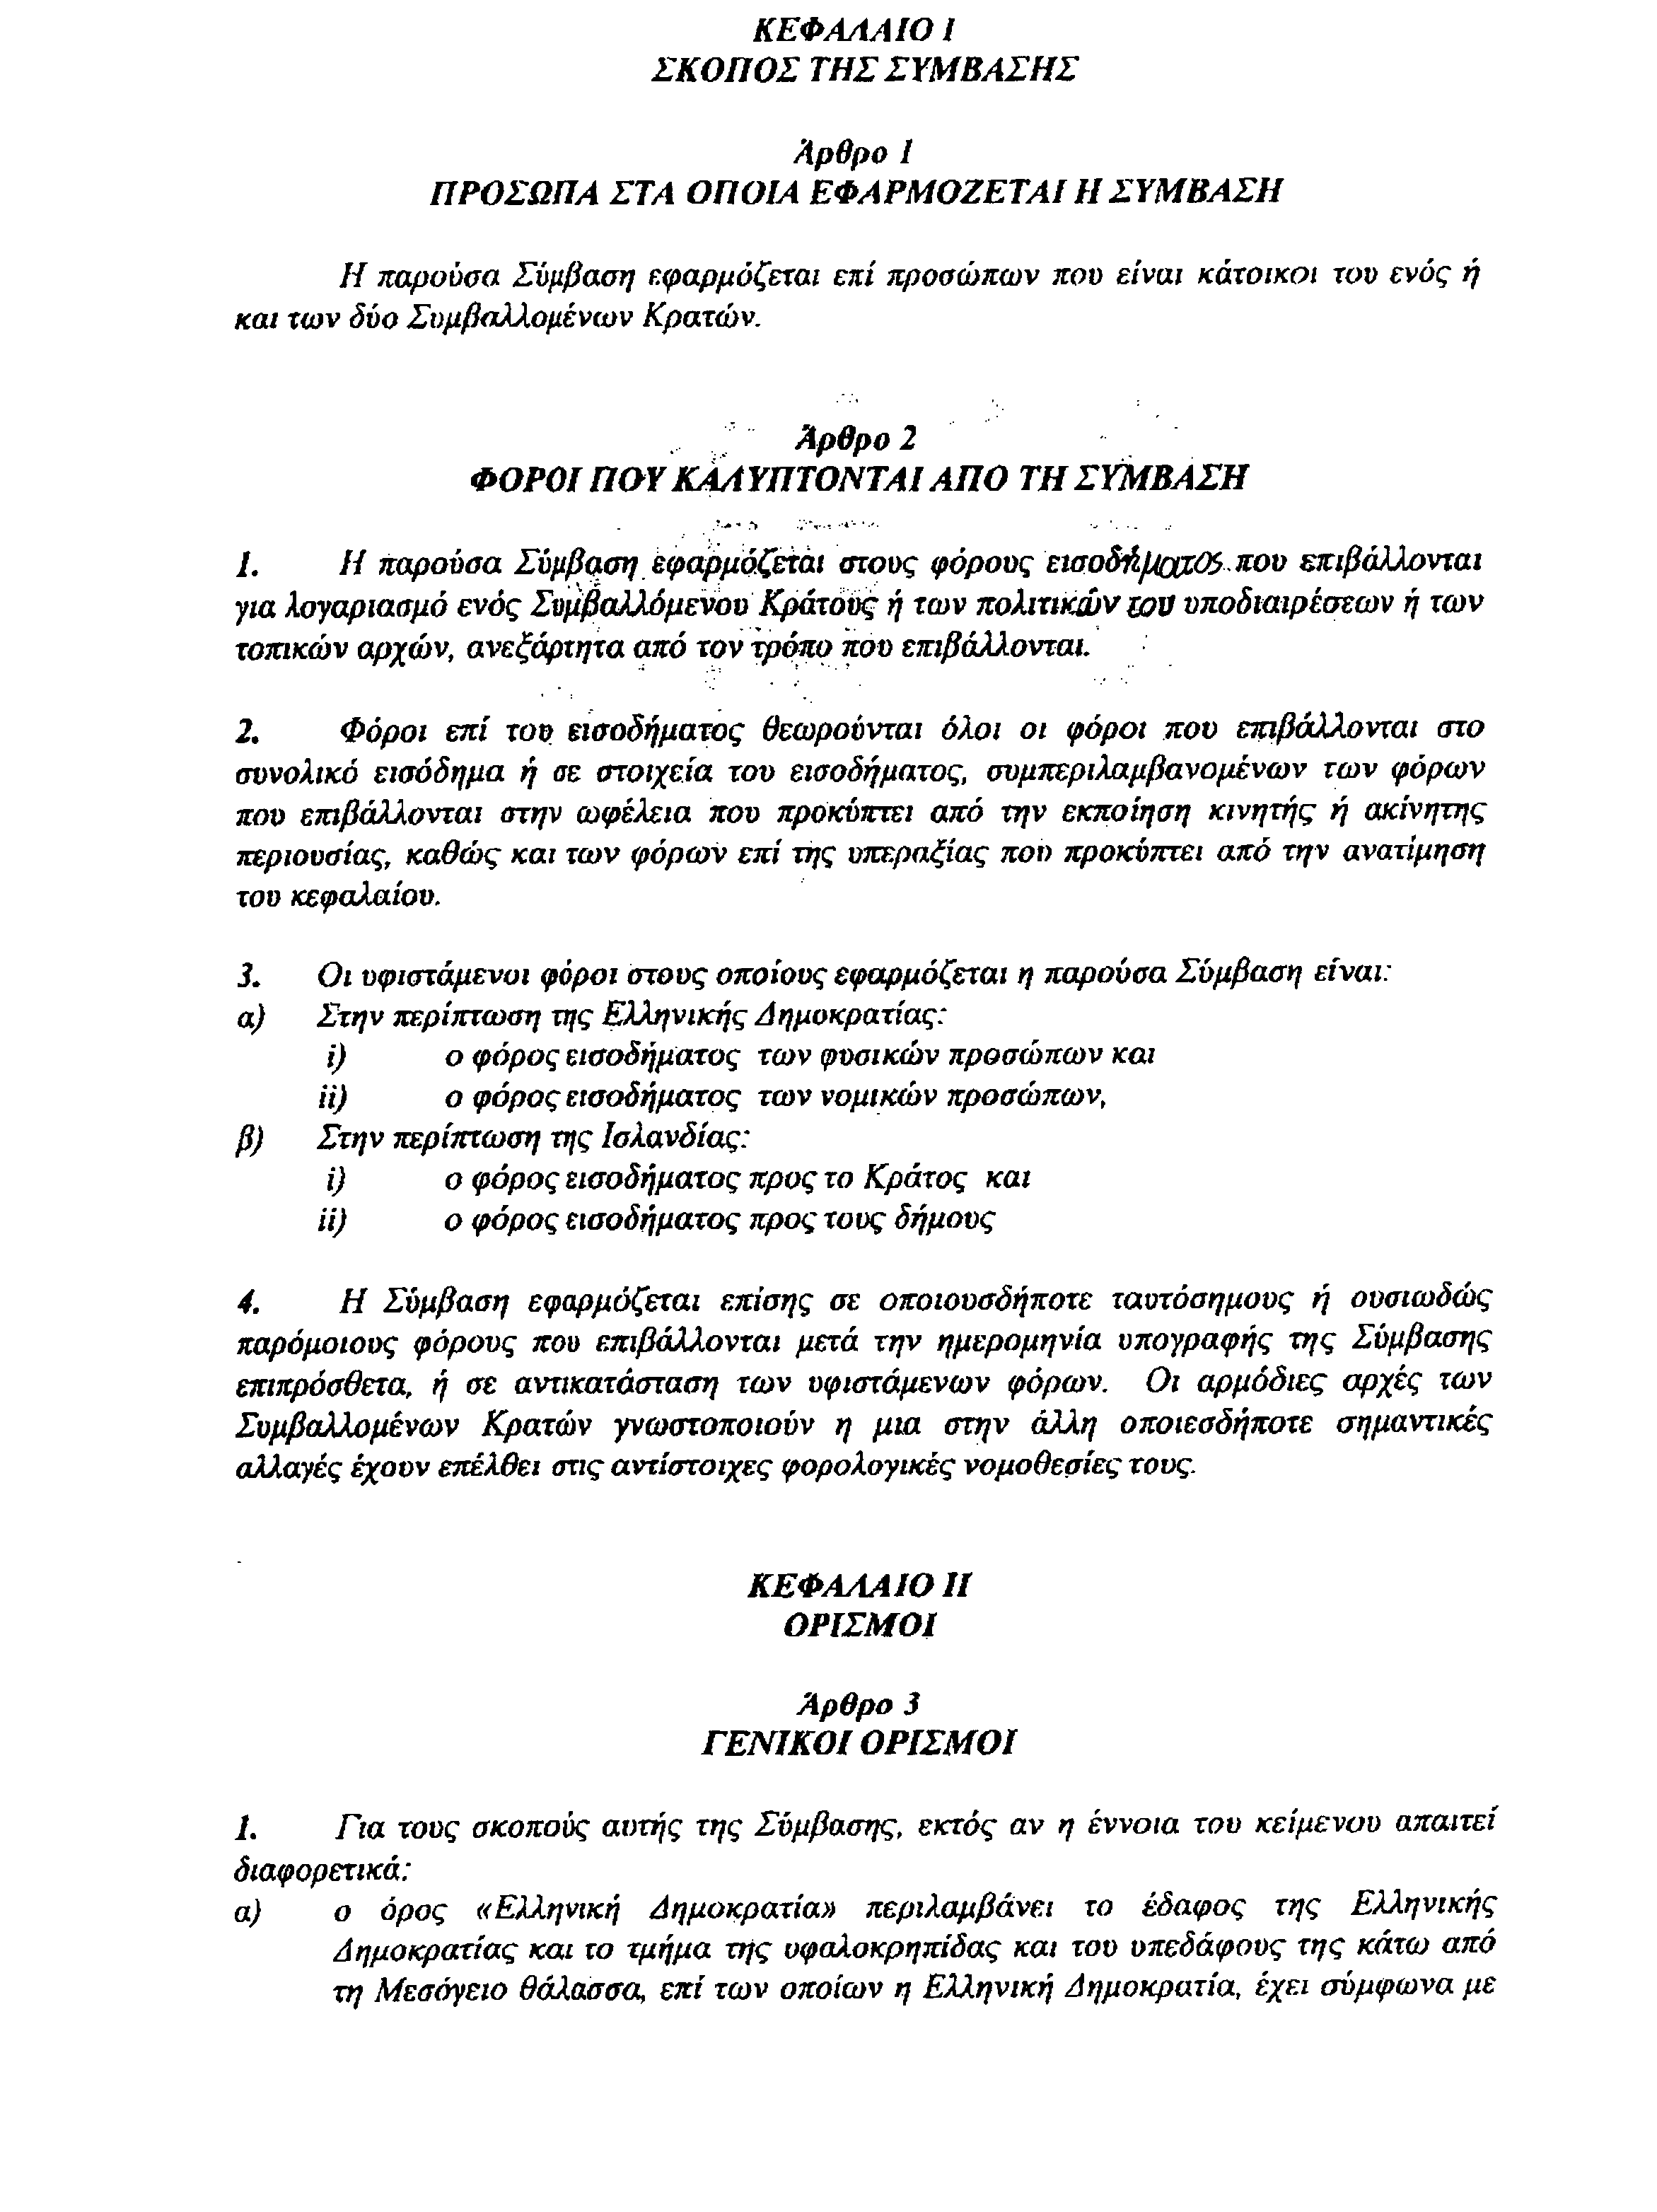 ΚΕΦΑΛΑΙΟ I
ΣΚΟΠΟΣ ΤΗΣ ΣΥΜΒΑΣΗΣ
Άρθρο 1
ΠΡΟΣΩΠΑ ΣΤΑ ΟΠΟΙΑ ΕΦΑΡΜΟΖΕΤΑΙ Η ΣΥΜΒΑΣΗ
Η παρούσα Σύμβαση εφαρμόζεται επί προσώπων που είναι κάτοικοι του ενός ή
και των δύο Συμβαλλομένων Κρατών.
Άρθρο 2
ΦΟΡΟΙ ΠΟΥ ΚΑΛΥΠΤΟΝΤΑΙ ΑΠΟ ΤΗ ΣΥΜΒΑΣΗ
1. Η παρούσα Σύμβαση εφαρμόζεται στους φόρους εισοδήματος που επιβάλλονται
για λογαριασμό ενός Συμβαλλόμενου Κράτους ή των πολιτικών του υποδιαιρέσεων ή των
τοπικών αρχών, ανεξάρτητα από τον τρόπο που επιβάλλονται.
2. Φόροι επί του εισοδήματος θεωρούνται όλοι οι φόροι που επιβάλλονται στο
συνολικό εισόδημα ή σε στοιχεία του εισοδήματος, συμπεριλαμβανομένων των φόρων
που επιβάλλονται στην ωφέλεια που προκύπτει από την εκποίηση κινητής ή ακίνητης
περιουσίας, καθώς και των φόρων επί της υπεραξίας που προκύπτει από την ανατίμηση
του κεφαλαίου.
3. Οι υφιστάμενοι φόροι στους οποίους εφαρμόζεται η παρούσα Σύμβαση είναι:
α) Στην περίπτωση της Ελληνικής Δημοκρατίας:
i) ο φόρος εισοδήματος των φυσικών προσώπων και
ii) ο φόρος εισοδήματος των νομικών προσώπων,
β) Στην περίπτωση της Ισλανδίας:
i) ο φόρος εισοδήματος προς το Κράτος και
ii) ο φόρος εισοδήματος προς τους δήμους
4. Η Σύμβαση εφαρμόζεται επίσης σε οποιουσδήποτε ταυτόσημους ή ουσιωδώς
παρόμοιους φόρους που επιβάλλονται μετά την ημερομηνία υπογραφής της Σύμβασης
επιπρόσθετα, ή σε αντικατάσταση των υφιστάμενων φόρων. Οι αρμόδιες αρχές των
Συμβαλλομένων Κρατών γνωστοποιούν η μια στην άλλη οποιεσδήποτε σημαντικές
αλλαγές έχουν επέλθει στις αντίστοιχες φορολογικές νομοθεσίες τους.
ΚΕΦΑΛΑΙΟ II
ΟΡΙΣΜΟΙ
Άρθρο 3
ΓΕΝΙΚΟΙ ΟΡΙΣΜΟΙ
1. Για τους σκοπούς αυτής της Σύμβασης, εκτός αν η έννοια του κείμενου απαιτεί
διαφορετικά:
α) ο όρος «Ελληνική Δημοκρατία» περιλαμβάνει το έδαφος της Ελληνικής
Δημοκρατίας και το τμήμα της υφαλοκρηπίδας και του υπεδάφους της κάτω από
τη Μεσόγειο θάλασσα, επί των οποίων η Ελληνική Δημοκρατία, έχει σύμφωνα με